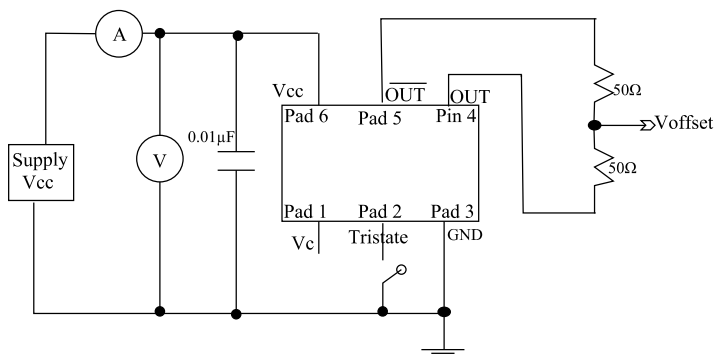 A
Vcc
OUT
OUT
50Ω
Pad 6
Pad 5
Pin 4
Voffset
0.01µF
Supply
Vcc
V
50Ω
Pad 1
Pad 2
Pad 3
Vc
Tristate
GND